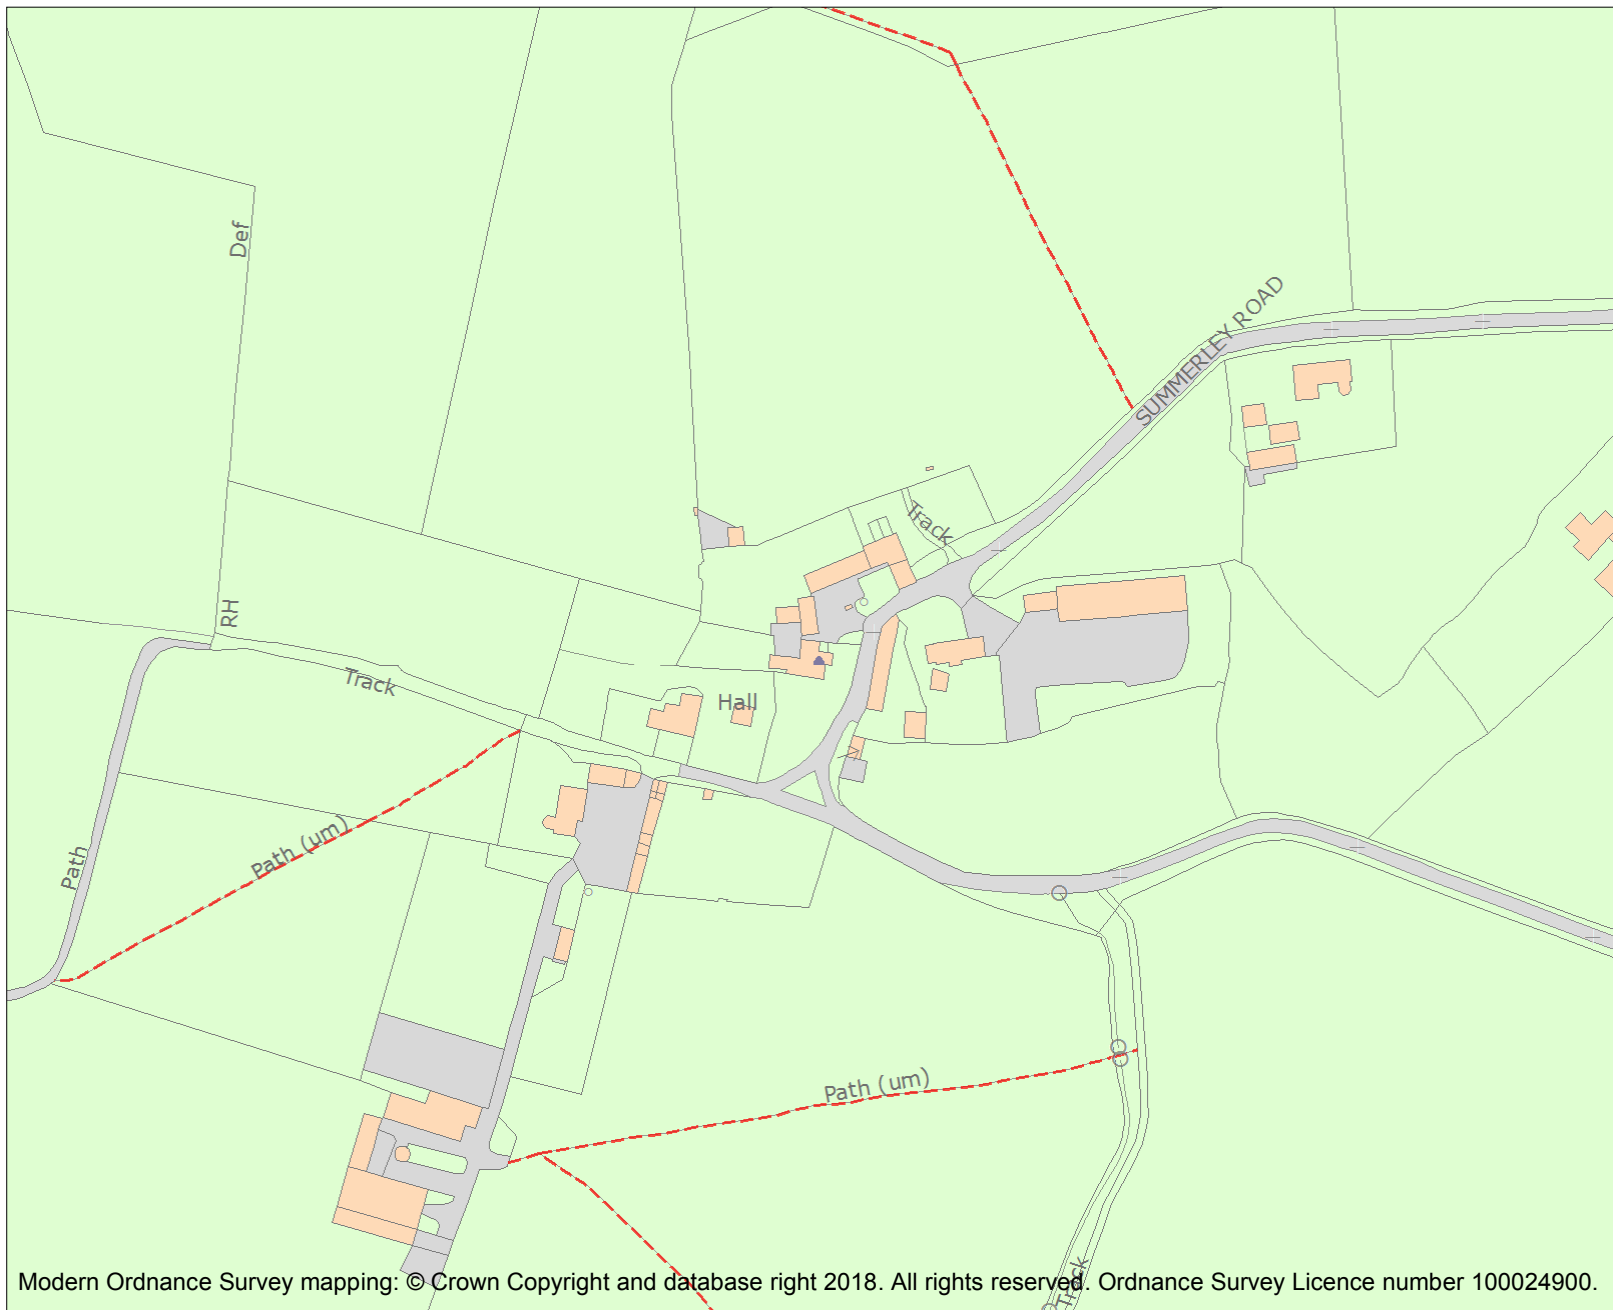 Def
SUMMERLEY ROAD
Track
RH
Track
Hall
Path (um)
Path
Path (um)
Track
Modern Ordnance Survey mapping: © Crown Copyright and database right 2018. All rights reserved. Ordnance Survey Licence number 100024900.